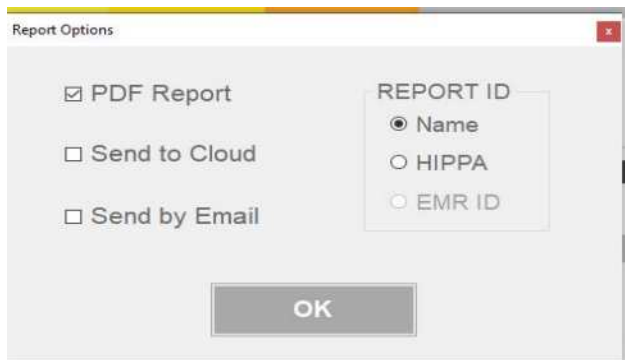 Report Options
x
PDF Report
Send to Cloud
Send by Email
REPORT ID
Name
HIPPA
EMR ID
OK